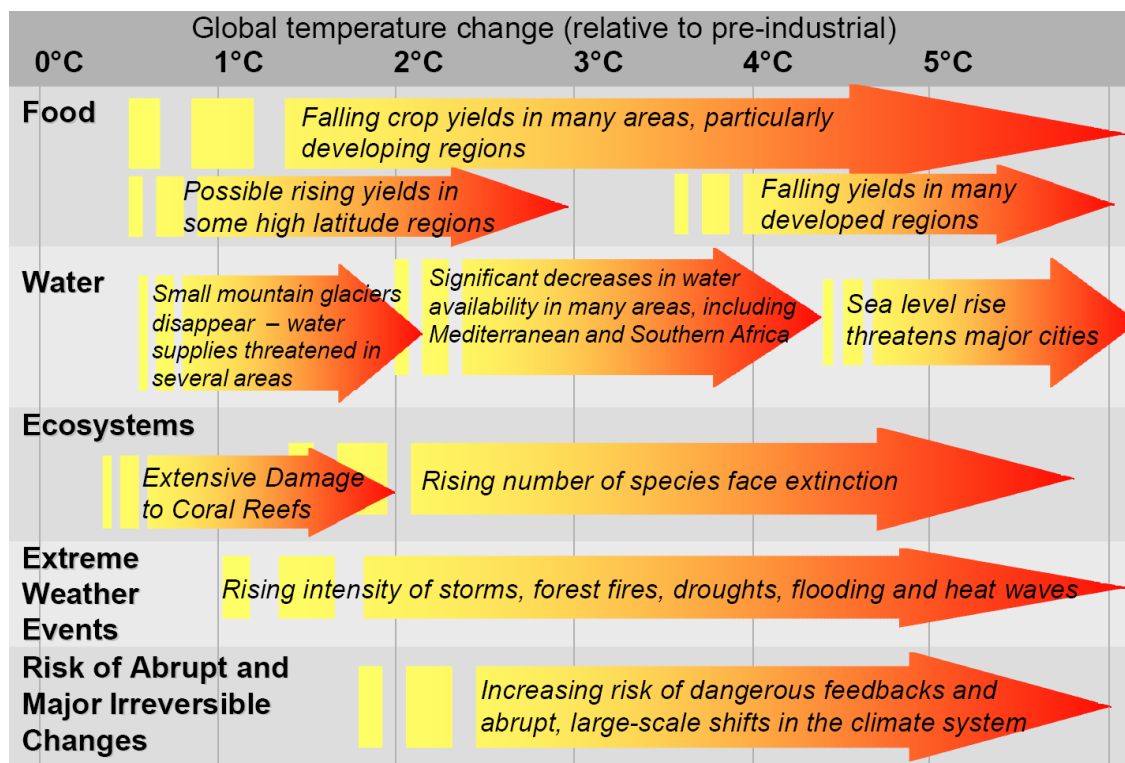 Global temperature change (relative to pre-industrial)
0°C 1°C 2°C 3°C 4°C 5°C
Food
Falling crop yields in many areas, particularly
developing regions
Possible rising yields in
some high latitude regions
Falling yields in many
developed regions
Water
Small mountain glaciers
disappear – water
supplies threatened in
several areas
Significant decreases in water
availability in many areas, including
Mediterranean and Southern Africa
Sea level rise
threatens major cities
Ecosystems
Extensive Damage
to Coral Reefs
Rising number of species face extinction
Extreme
Weather
Events
Rising intensity of storms, forest fires, droughts, flooding and heat waves
Risk of Abrupt and
Major Irreversible
Changes
Increasing risk of dangerous feedbacks and
abrupt, large-scale shifts in the climate system